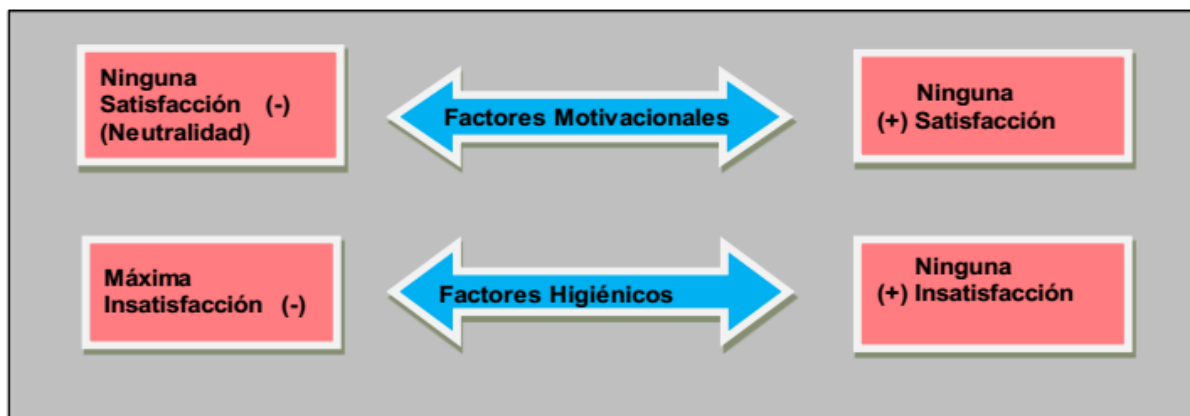 Ninguna
Satisfacción (-)
(Neutralidad)
Factores Motivacionales
Ninguna
(+) Satisfacción
Máxima
Insatisfacción (-)
Factores Higiénicos
Ninguna
(+) Insatisfacción